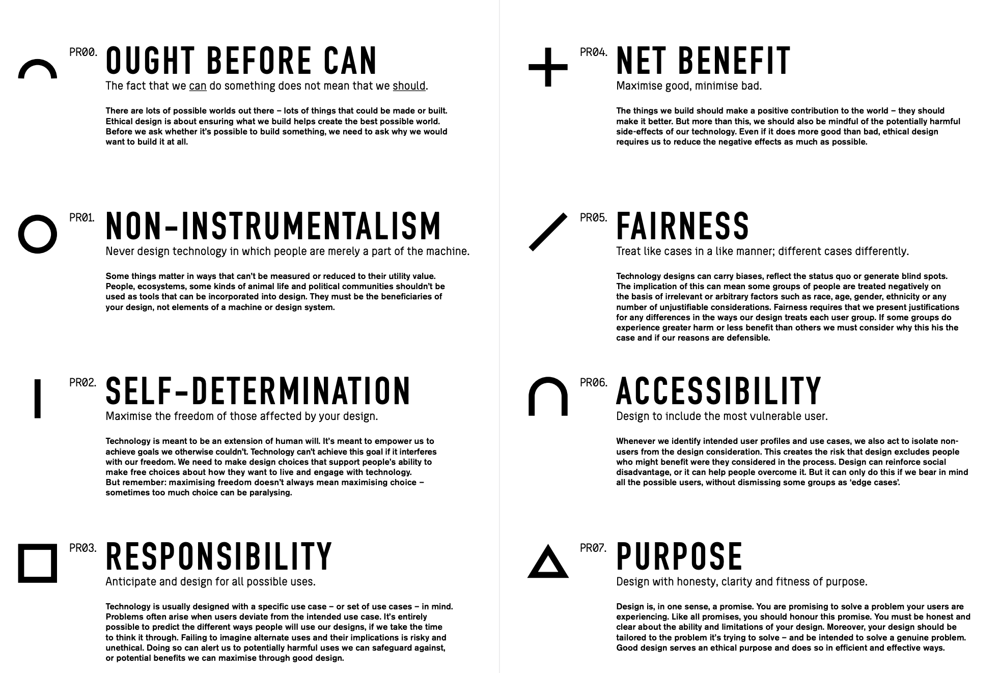 PR00. OUGHT BEFORE CAN
The fact that we can do something does not mean that we should.
There are lots of possible worlds out there – lots of things that could be made or built.
Ethical design is about ensuring what we build helps create the best possible world.
Before we ask whether it’s possible to build something, we need to ask why we would
want to build it at all.
PR01. NON-INSTRUMENTALISM
Never design technology in which people are merely a part of the machine.
Some things matter in ways that can’t be measured or reduced to their utility value.
People, ecosystems, some kinds of animal life and political communities shouldn’t be
used as tools that can be incorporated into design. They must be the beneficiaries of
your design, not elements of a machine or design system.
PR02. SELF-DETERMINATION
Maximise the freedom of those affected by your design.
Technology is meant to be an extension of human will. It’s meant to empower us to
achieve goals we otherwise couldn’t. Technology can’t achieve this goal if it interferes
with our freedom. We need to make design choices that support people’s ability to
make free choices about how they want to live and engage with technology.
But remember: maximising freedom doesn’t always mean maximising choice –
sometimes too much choice can be paralysing.
PR03. RESPONSIBILITY
Anticipate and design for all possible uses.
Technology is usually designed with a specific use case – or set of use cases – in mind.
Problems often arise when users deviate from the intended use case. It’s entirely
possible to predict the different ways people will use our designs, if we take the time
to think it through. Failing to imagine alternate uses and their implications is risky and
unethical. Doing so can alert us to potentially harmful uses we can safeguard against,
or potential benefits we can maximise through good design.
PR04. NET BENEFIT
Maximise good, minimise bad.
The things we build should make a positive contribution to the world – they should
make it better. But more than this, we should also be mindful of the potentially harmful
side-effects of our technology. Even if it does more good than bad, ethical design
requires us to reduce the negative effects as much as possible.
PR05. FAIRNESS
Treat like cases in a like manner; different cases differently.
Technology designs can carry biases, reflect the status quo or generate blind spots.
The implication of this can mean some groups of people are treated negatively on
the basis of irrelevant or arbitrary factors such as race, age, gender, ethnicity or any
number of unjustifiable considerations. Fairness requires that we present justifications
for any differences in the ways our design treats each user group. If some groups do
experience greater harm or less benefit than others we must consider why this his the
case and if our reasons are defensible.
PR06. ACCESSIBILITY
Design to include the most vulnerable user.
Whenever we identify intended user profiles and use cases, we also act to isolate non-
users from the design consideration. This creates the risk that design excludes people
who might benefit were they considered in the process. Design can reinforce social
disadvantage, or it can help people overcome it. But it can only do this if we bear in mind
all the possible users, without dismissing some groups as ‘edge cases’.
PR07. PURPOSE
Design with honesty, clarity and fitness of purpose.
Design is, in one sense, a promise. You are promising to solve a problem your users are
experiencing. Like all promises, you should honour this promise. You must be honest and
clear about the ability and limitations of your design. Moreover, your design should be
tailored to the problem it’s trying to solve – and be intended to solve a genuine problem.
Good design serves an ethical purpose and does so in efficient and effective ways.